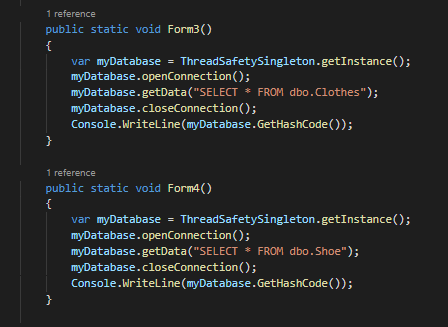 1 reference
public static void Form3()
{
var myDatabase = ThreadSafetySingleton.getInstance();
myDatabase.openConnection();
myDatabase.getData("SELECT * FROM dbo.Clothes");
myDatabase.closeConnection();
Console.WriteLine(myDatabase.GetHashCode());
}
1 reference
public static void Form4()
{
var myDatabase = ThreadSafetySingleton.getInstance();
myDatabase.openConnection();
myDatabase.getData("SELECT * FROM dbo.Shoe");
myDatabase.closeConnection();
Console.WriteLine(myDatabase.GetHashCode());
}